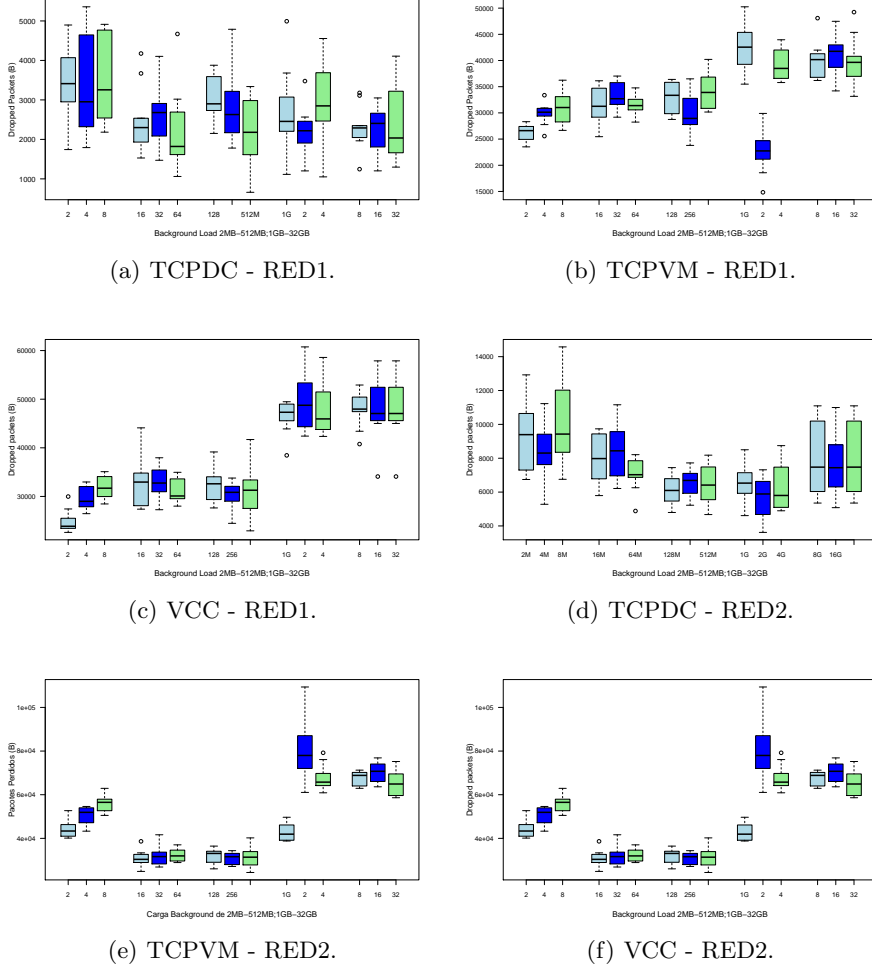 5000
4000
3000
2000
1000
Dropped Packets (B)
2 4 8 16 32 64 128 512M 1G 2 4 8 16 32
Background Load 2MB–512MB;1GB–32GB
(a) TCPDC - RED1.
50000
45000
40000
35000
30000
25000
20000
15000
Dropped Packets (B)
2 4 8 16 32 64 128 256 1G 2 4 8 16 32
Background Load 2MB–512MB;1GB–32GB
(b) TCPVM - RED1.
60000
50000
40000
30000
Dropped packets (B)
2 4 8 16 32 64 128 256 1G 2 4 8 16 32
Background Load 2MB–512MB;1GB–32GB
(c) VCC - RED1.
14000
12000
10000
8000
6000
4000
Dropped packets (B)
2M 4M 8M 16M 64M 128M 512M 1G 2G 4G 8G 16G
Background Load 2MB–512MB;1GB–32GB
(d) TCPDC - RED2.
1e+05
8e+04
6e+04
4e+04
Pacotes Perdidos (B)
2 4 8 16 32 64 128 256 1G 2 4 8 16 32
Carga Background de 2MB–512MB;1GB–32GB
(e) TCPVM - RED2.
1e+05
8e+04
6e+04
4e+04
Dropped packets (B)
2 4 8 16 32 64 128 256 1G 2 4 8 16 32
Background Load 2MB–512MB;1GB–32GB
(f) VCC - RED2.